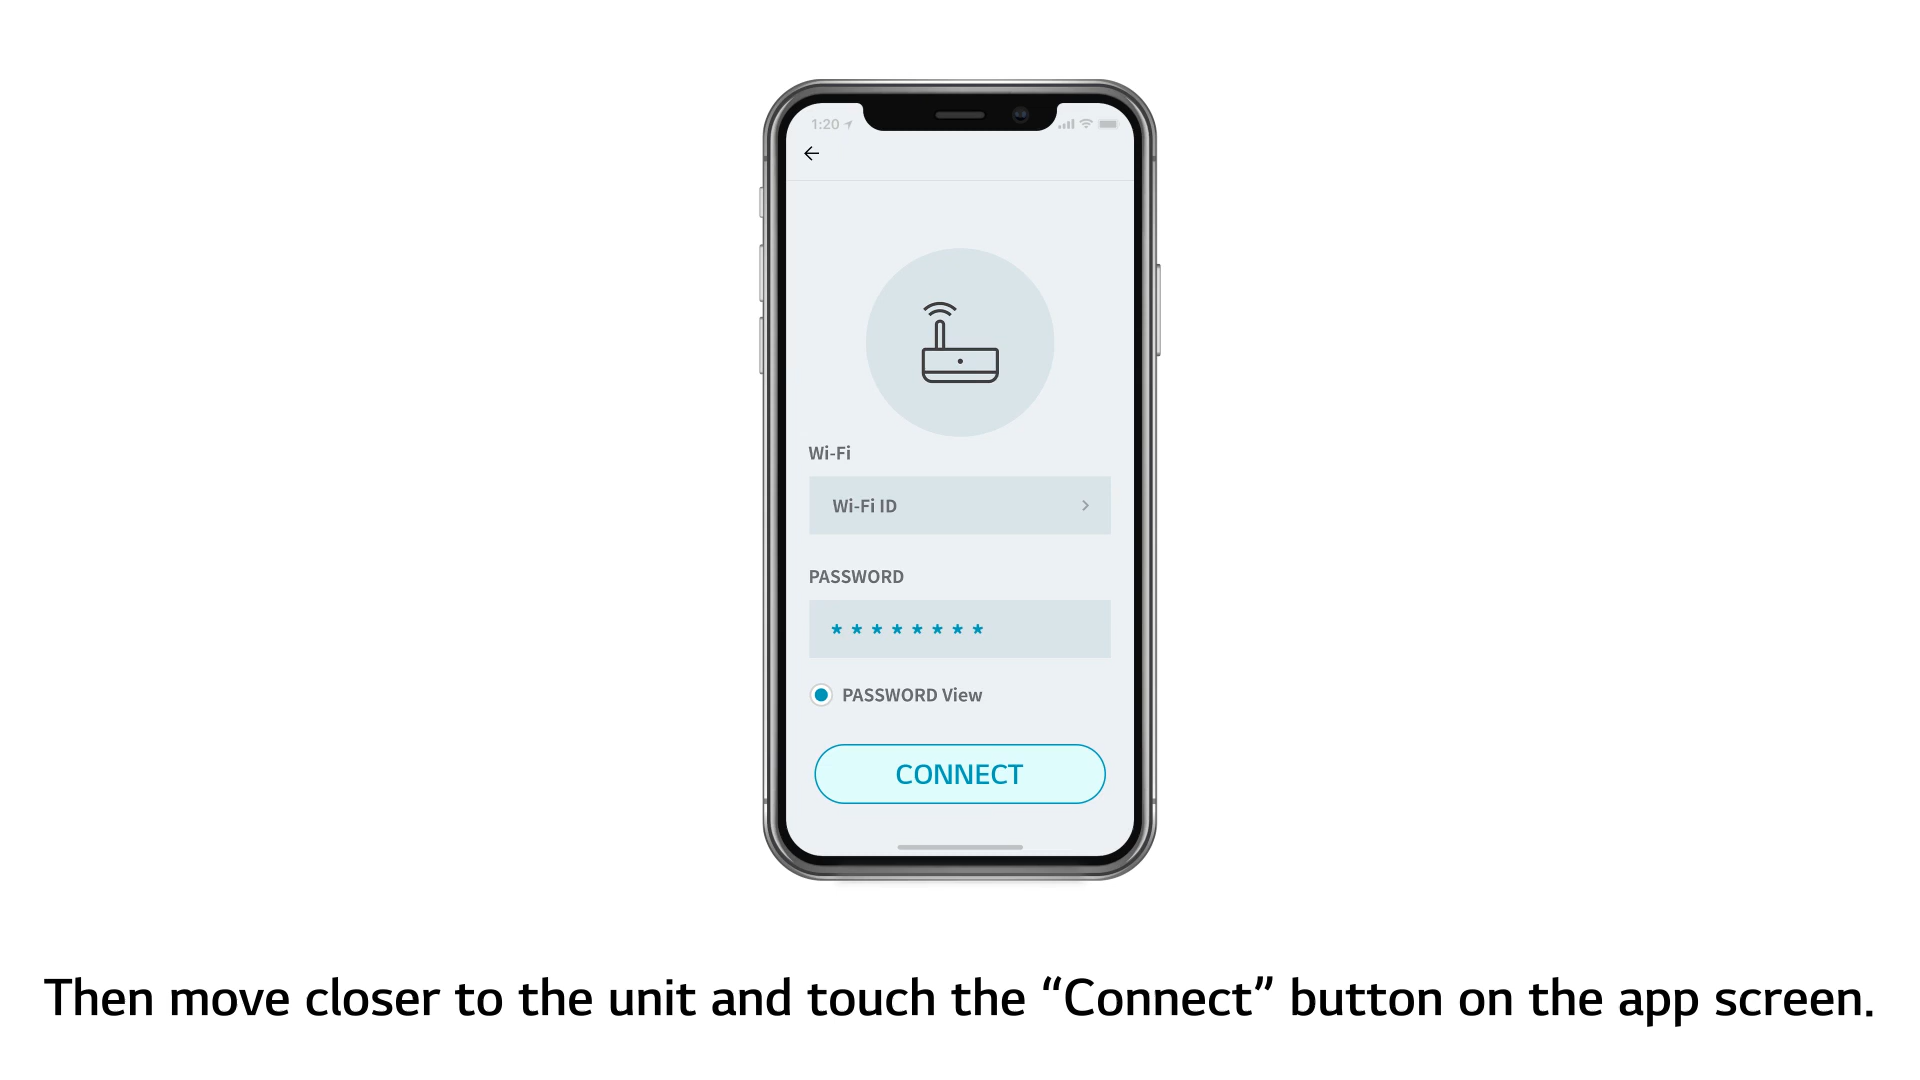 1:20
Wi-Fi
Wi-Fi ID
PASSWORD
* * * * * * * *
PASSWORD View
CONNECT
Then move closer to the unit and touch the “Connect” button on the app screen.